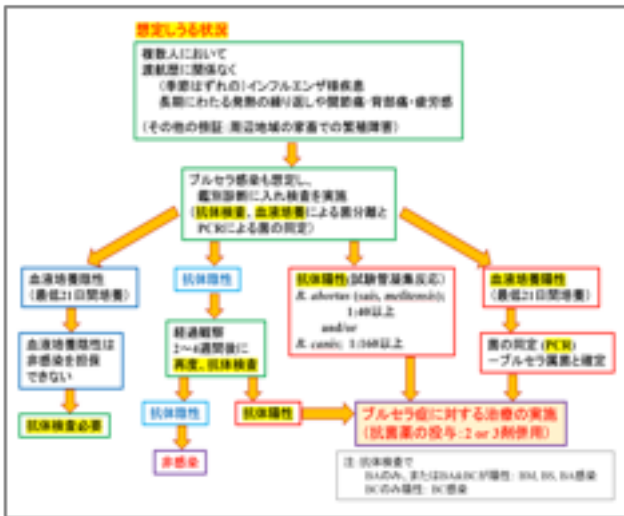 想定しうる状況
複数人において
渡航歴に関係なく
(季節はずれの)インフルエンザ様疾患
長期にわたる発熱の繰り返しや関節痛・背部痛・疲労感
(その他の検証:周辺地域の家畜での繁殖障害)
ブルセラ感染も想定し、
鑑別診断に入れ検査を実施
(抗体検査、血液培養による菌分離と
PCRによる菌の同定)
血液培養陰性
(最低21日間培養)
血液培養陰性は
非感染を担保
できない
抗体検査必要
抗体陰性
経過観察
2～4週間後に
再度、抗体検査
抗体陰性
非感染
抗体陽性
抗体陽性(試験管凝集反応)
B. abortus (suis, melitensis);
1:40以上
and/or
B. canis; 1:160以上
血液培養陽性
(最低21日間培養)
菌の同定(PCR)
ーブルセラ属菌と確定
ブルセラ症に対する治療の実施
(抗菌薬の投与:2 or 3剤併用)
注:抗体検査で
BAのみ、またはBA&BCが陽性: BM, BS, BA感染
BCのみ陽性: BC感染